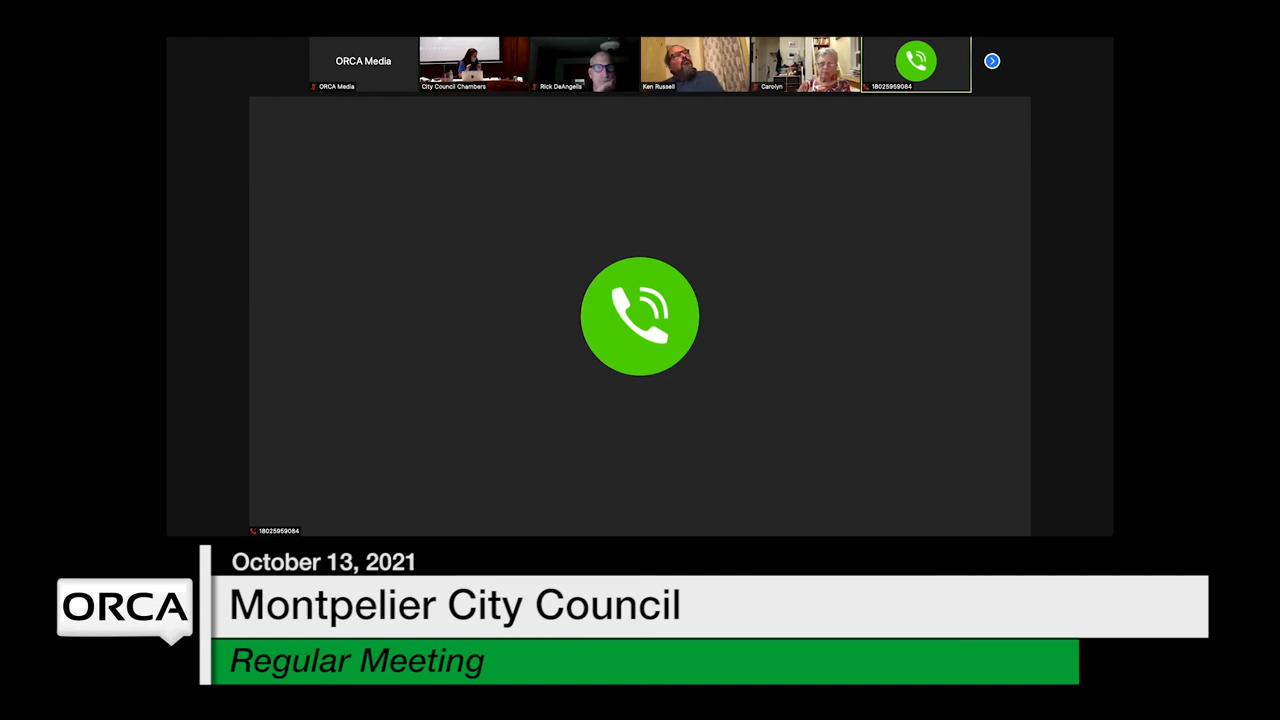 ORCA Media
ORCA Media
City Council Chambers
Rick DeAngelis
Ken Russell
Carolyn
18025959084
18025959084
October 13, 2021
ORCA
Montpelier City Council
Regular Meeting